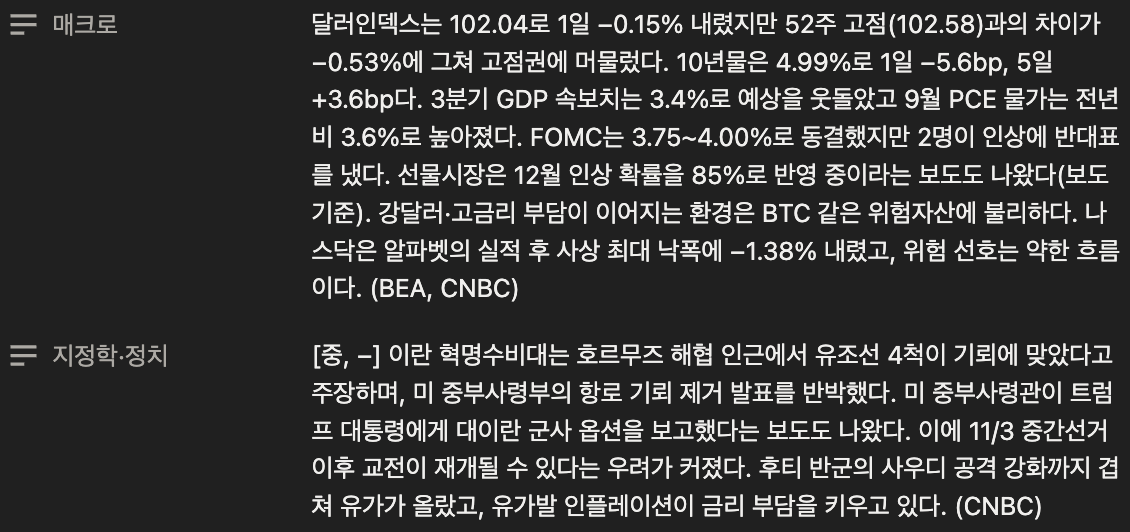 매크로
달러인덱스는 102.04로 1일 −0.15% 내렸지만 52주 고점(102.58)과의 차이가
−0.53%에 그쳐 고점권에 머물렀다. 10년물은 4.99%로 1일 −5.6bp, 5일
+3.6bp다. 3분기 GDP 속보치는 3.4%로 예상을 웃돌았고 9월 PCE 물가는 전년
비 3.6%로 높아졌다. FOMC는 3.75~4.00%로 동결했지만 2명이 인상에 반대표
를 냈다. 선물시장은 12월 인상 확률을 85%로 반영 중이라는 보도도 나왔다(보도
기준). 강달러·고금리 부담이 이어지는 환경은 BTC 같은 위험자산에 불리하다. 나
스닥은 알파벳의 실적 후 사상 최대 낙폭에 −1.38% 내렸고, 위험 선호는 약한 흐름
이다. (BEA, CNBC)
지정학·정치
[중, −] 이란 혁명수비대는 호르무즈 해협 인근에서 유조선 4척이 기뢰에 맞았다고
주장하며, 미 중부사령부의 항로 기뢰 제거 발표를 반박했다. 미 중부사령관이 트럼
프 대통령에게 대이란 군사 옵션을 보고했다는 보도도 나왔다. 이에 11/3 중간선거
이후 교전이 재개될 수 있다는 우려가 커졌다. 후티 반군의 사우디 공격 강화까지 겹
쳐 유가가 올랐고, 유가발 인플레이션이 금리 부담을 키우고 있다. (CNBC)